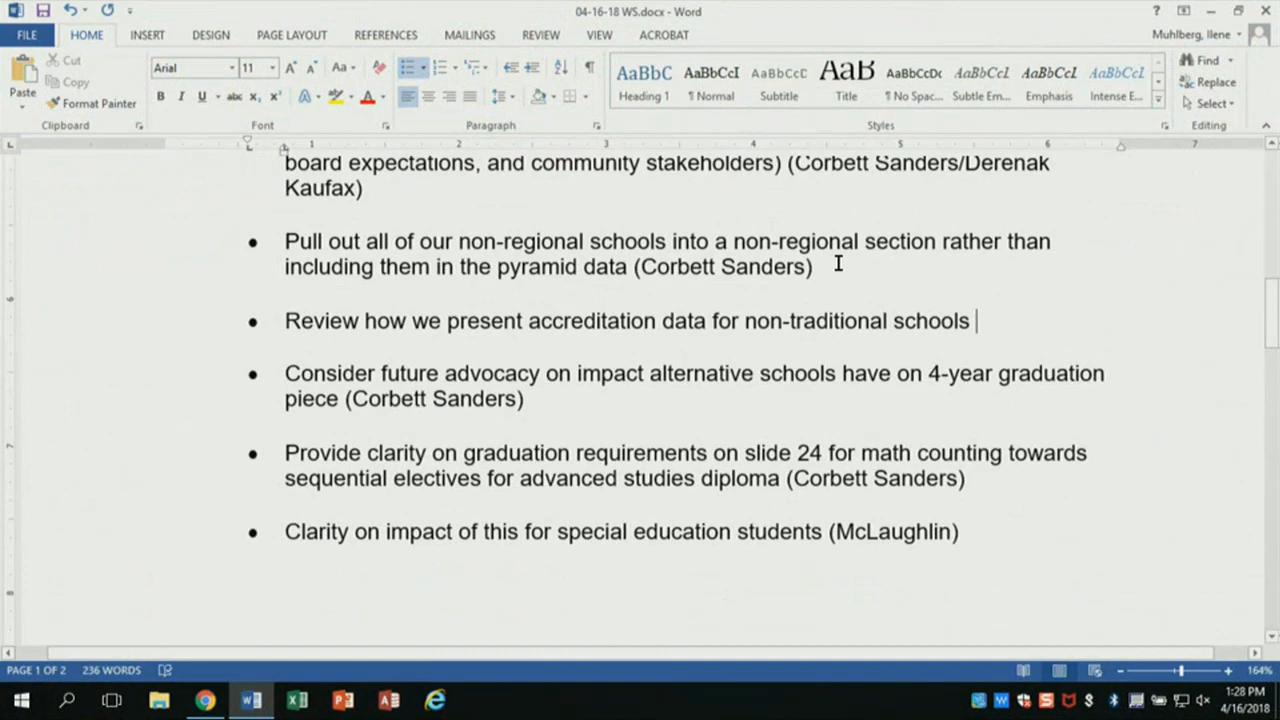 04-16-18 WS.docx - Word
FILE HOME INSERT DESIGN PAGE LAYOUT REFERENCES MAILINGS REVIEW VIEW ACROBAT Muhlberg, Ilene
Cut
Copy
Format Painter
Paste
Clipboard
Arial 11
Font
Paragraph
AaBbC AaBbCcI AaBbCcC AaB AaBbCcDc AaBbCcI AaBbCcI AaBbCcI
Heading 1 ¶ Normal Subtitle Title ¶ No Spac... Subtle Em... Emphasis Intense E...
Styles
Find
Replace
Select
Editing
1 2 3 4 5 6 7
board expectations, and community stakeholders) (Corbett Sanders/Derenak
Kaufax)
• Pull out all of our non-regional schools into a non-regional section rather than
including them in the pyramid data (Corbett Sanders)
• Review how we present accreditation data for non-traditional schools
• Consider future advocacy on impact alternative schools have on 4-year graduation
piece (Corbett Sanders)
• Provide clarity on graduation requirements on slide 24 for math counting towards
sequential electives for advanced studies diploma (Corbett Sanders)
• Clarity on impact of this for special education students (McLaughlin)
PAGE 1 OF 2 236 WORDS 164%
1:28 PM
4/16/2018